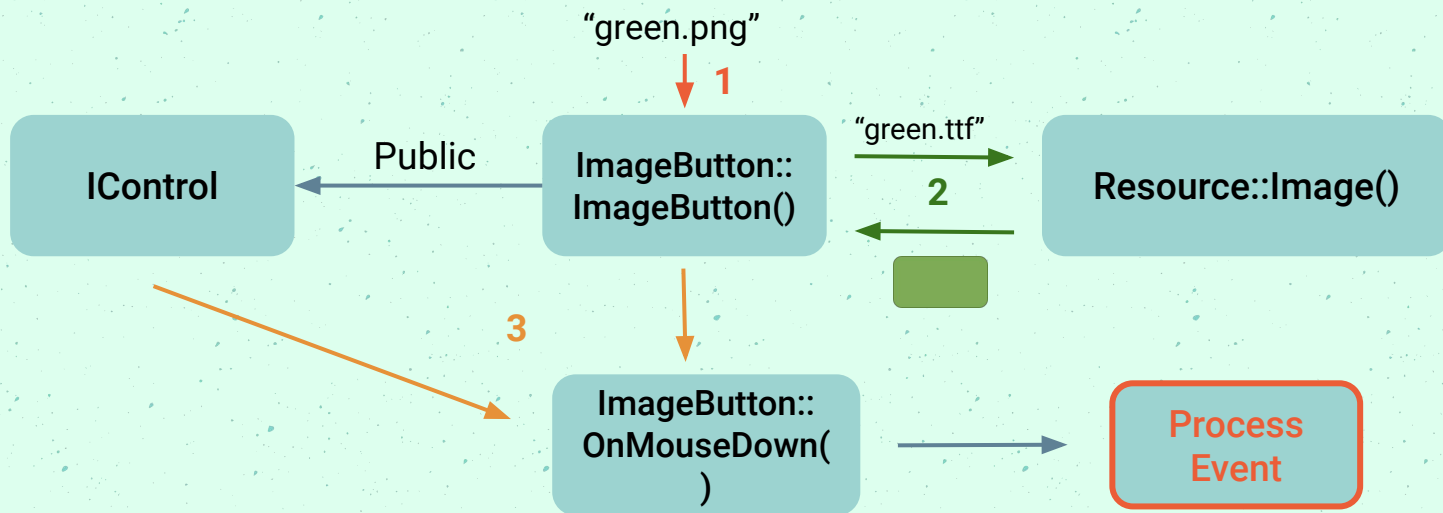 “green.png”
1
IControl
Public
ImageButton::
ImageButton()
“green.ttf”
2
Resource::Image()
3
ImageButton::
OnMouseDown(
)
Process
Event